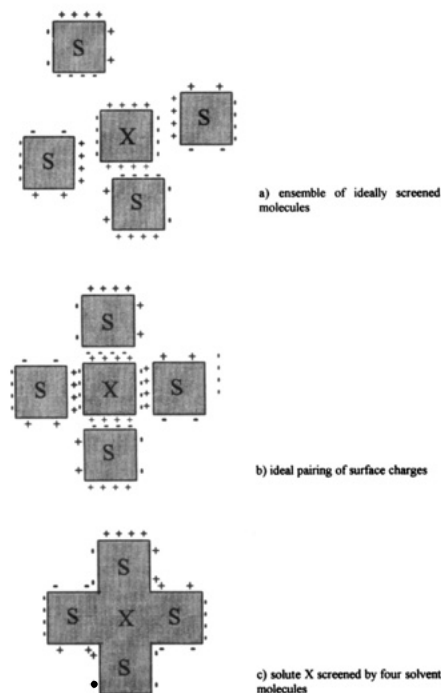 S
X
S
S
S
a) ensemble of ideally screened
molecules
S
S
X
S
S
b) ideal pairing of surface charges
S
S
X
S
S
c) solute X screened by four solvent
molecules